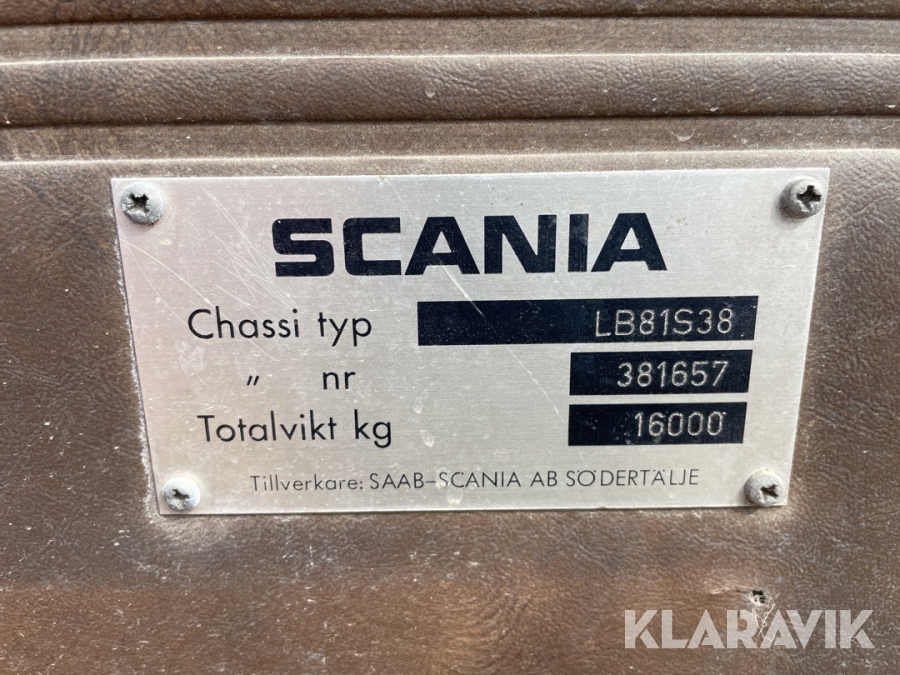 SCANIA
Chassi typ LB81S38
" nr 381657
Totalvikt kg 16000
Tillverkare: SAAB-SCANIA AB SÖDERTÄLJE
KLARAVIK